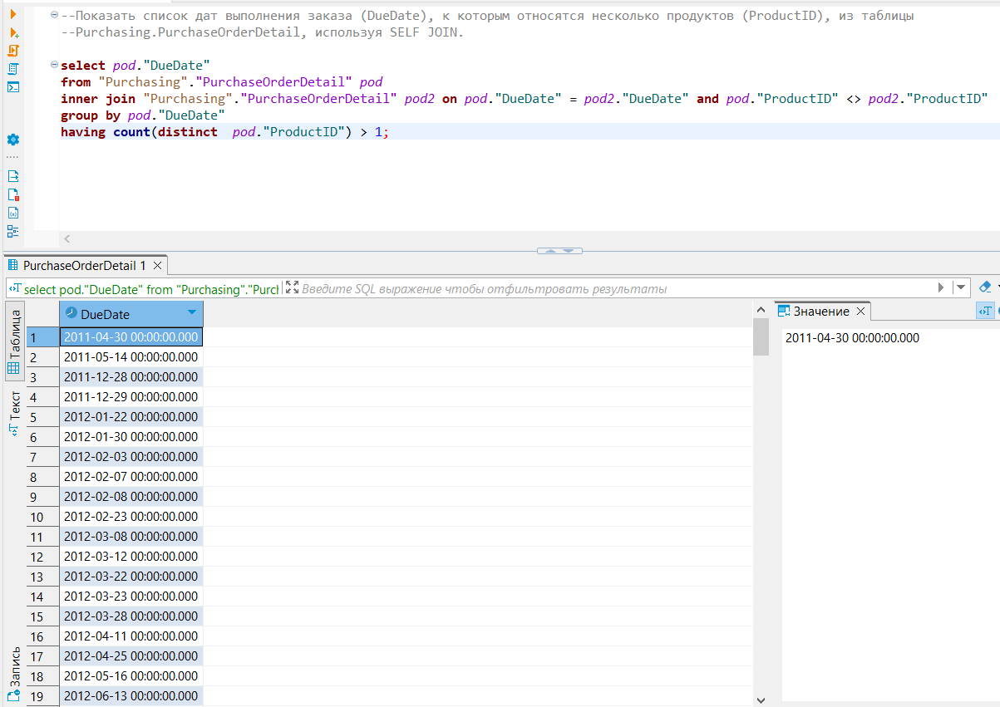 --Показать список дат выполнения заказа (DueDate), к которым относятся несколько продуктов (ProductID), из таблицы
--Purchasing.PurchaseOrderDetail, используя SELF JOIN.
select pod."DueDate"
from "Purchasing"."PurchaseOrderDetail" pod
inner join "Purchasing"."PurchaseOrderDetail" pod2 on pod."DueDate" = pod2."DueDate" and pod."ProductID" <> pod2."ProductID"
group by pod."DueDate"
having count(distinct  pod."ProductID") > 1;
PurchaseOrderDetail 1
select pod."DueDate" from "Purchasing"."Purcl
Введите SQL выражение чтобы отфильтровать результаты
Таблица
Текст
Запись
DueDate
1 2011-04-30 00:00:00.000
2 2011-05-14 00:00:00.000
3 2011-12-28 00:00:00.000
4 2011-12-29 00:00:00.000
5 2012-01-22 00:00:00.000
6 2012-01-30 00:00:00.000
7 2012-02-03 00:00:00.000
8 2012-02-07 00:00:00.000
9 2012-02-08 00:00:00.000
10 2012-02-23 00:00:00.000
11 2012-03-08 00:00:00.000
12 2012-03-12 00:00:00.000
13 2012-03-22 00:00:00.000
14 2012-03-23 00:00:00.000
15 2012-03-28 00:00:00.000
16 2012-04-11 00:00:00.000
17 2012-04-25 00:00:00.000
18 2012-05-16 00:00:00.000
19 2012-06-13 00:00:00.000
Значение
2011-04-30 00:00:00.000